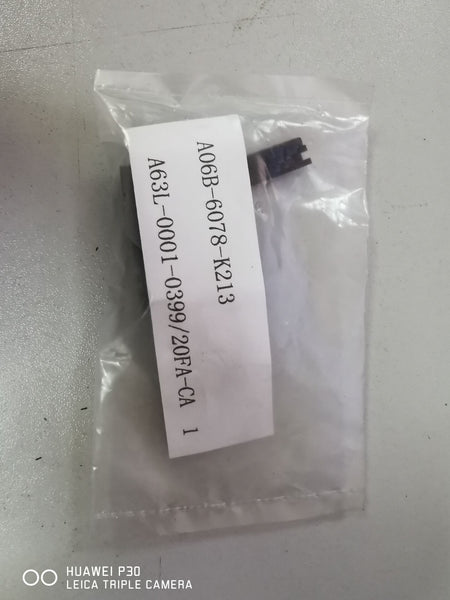 A06B-6078-K213
A63L-0001-0399/20FA-CA 1
HUAWEI P30
LEICA TRIPLE CAMERA